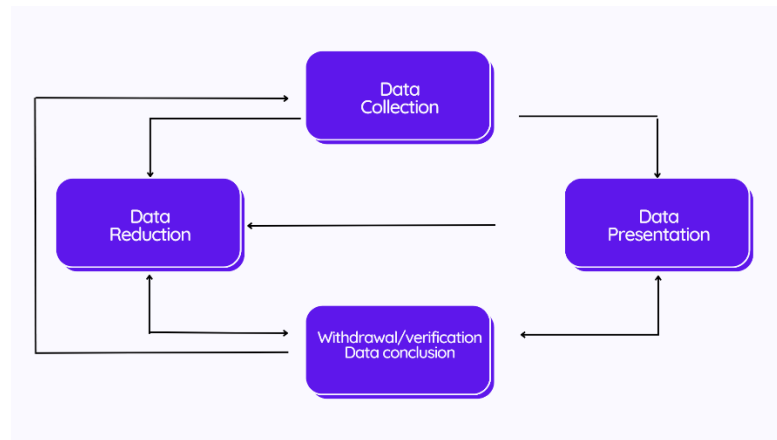 Data
Collection
Data
Reduction
Data
Presentation
Withdrawal/verification
Data conclusion